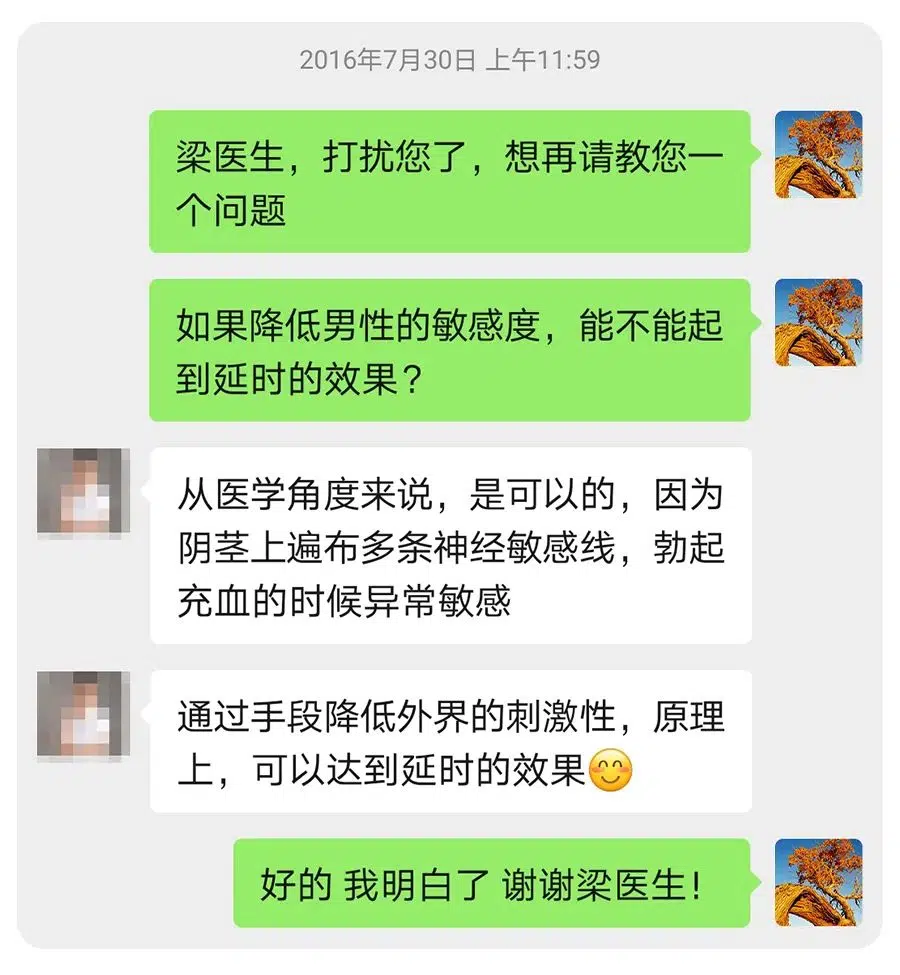 2016年7月30日 上午11:59
梁医生，打扰您了，想再请教您一
个问题
如果降低男性的敏感度，能不能起
到延时的效果？
从医学角度来说，是可以的，因为
阴茎上遍布多条神经敏感线，勃起
充血的时候异常敏感
通过手段降低外界的刺激性，原理
上，可以达到延时的效果😊
好的 我明白了 谢谢梁医生！